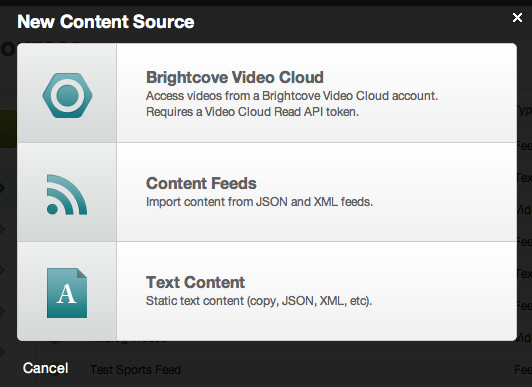 New Content Source
Brightcove Video Cloud
Access videos from a Brightcove Video Cloud account.
Requires a Video Cloud Read API token.
Content Feeds
Import content from JSON and XML feeds.
A
Text Content
Static text content (copy, JSON, XML, etc).
Cancel
Test Sports Feed